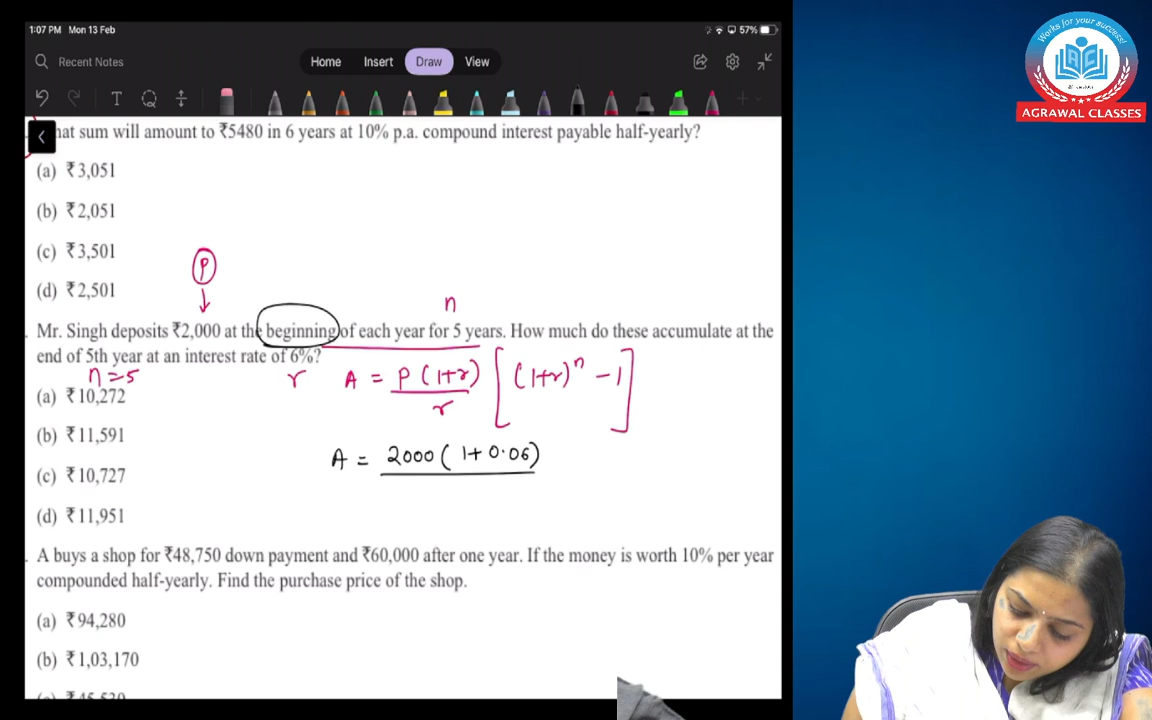 1:07 PM Mon 13 Feb
57%
Works for your success!
AC
AGRAWAL CLASSES
Recent Notes
Home Insert Draw View
T
hat sum will amount to ₹5480 in 6 years at 10% p.a. compound interest payable half-yearly?
(a) ₹3,051
(b) ₹2,051
(c) ₹3,501
(d) ₹2,501
P
n
Mr. Singh deposits ₹2,000 at the beginning of each year for 5 years. How much do these accumulate at the
end of 5th year at an interest rate of 6%?
n=5
r
A = P(1+r)/r [(1+r)^n - 1]
(a) ₹10,272
(b) ₹11,591
A = 2000(1+0.06)
(c) ₹10,727
(d) ₹11,951
A buys a shop for ₹48,750 down payment and ₹60,000 after one year. If the money is worth 10% per year
compounded half-yearly. Find the purchase price of the shop.
(a) ₹94,280
(b) ₹1,03,170